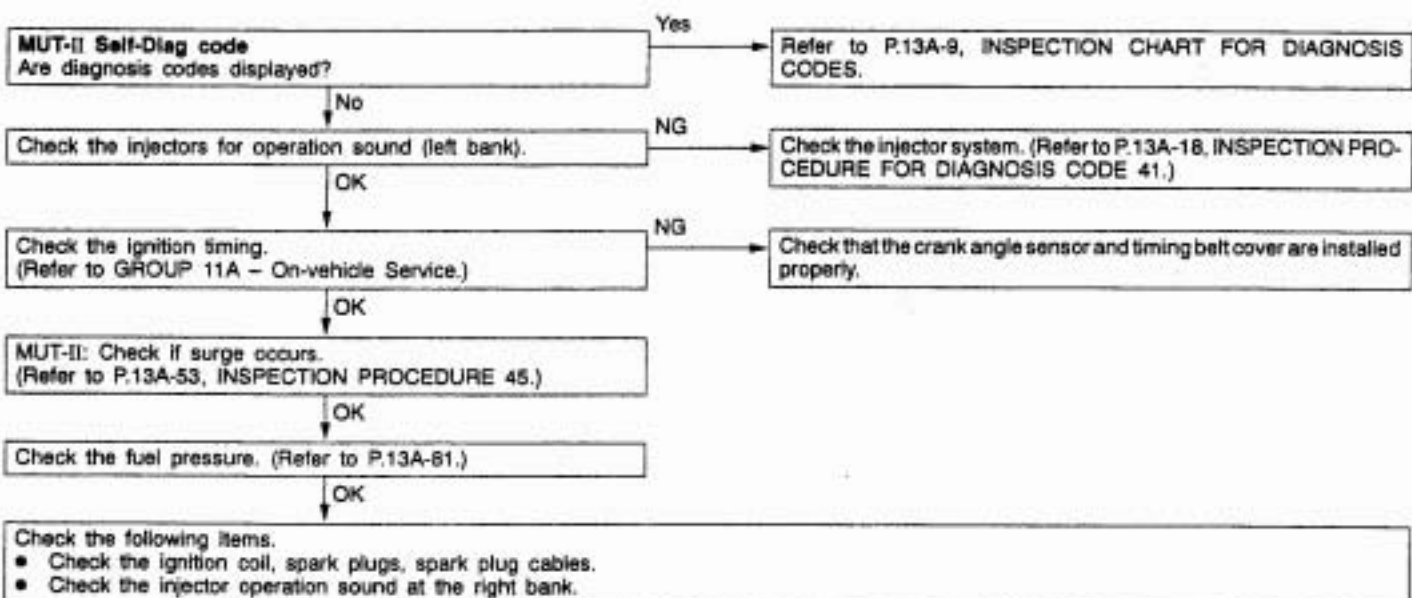 MUT-II Self-Diag code
Are diagnosis codes displayed?
Yes
Refer to P.13A-9, INSPECTION CHART FOR DIAGNOSIS
CODES.
No
Check the injectors for operation sound (left bank).
NG
Check the injector system. (Refer to P.13A-18, INSPECTION PRO-
CEDURE FOR DIAGNOSIS CODE 41.)
OK
Check the ignition timing.
(Refer to GROUP 11A – On-vehicle Service.)
NG
Check that the crank angle sensor and timing belt cover are installed
properly.
OK
MUT-II: Check if surge occurs.
(Refer to P.13A-53, INSPECTION PROCEDURE 45.)
OK
Check the fuel pressure. (Refer to P.13A-81.)
OK
Check the following items.
• Check the ignition coil, spark plugs, spark plug cables.
• Check the injector operation sound at the right bank.